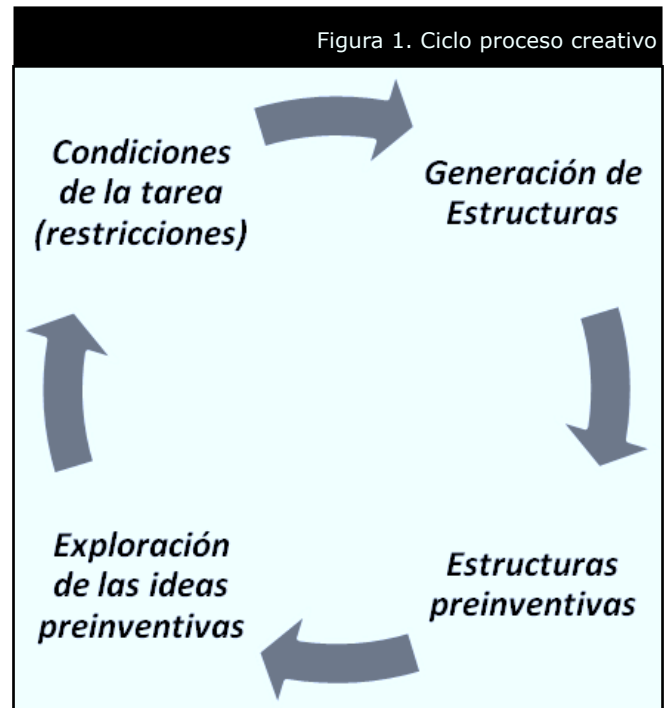 Figura 1. Ciclo proceso creativo
Condiciones
de la tarea
(restricciones)
Generación de
Estructuras
Estructuras
preinventivas
Exploración
de las ideas
preinventivas